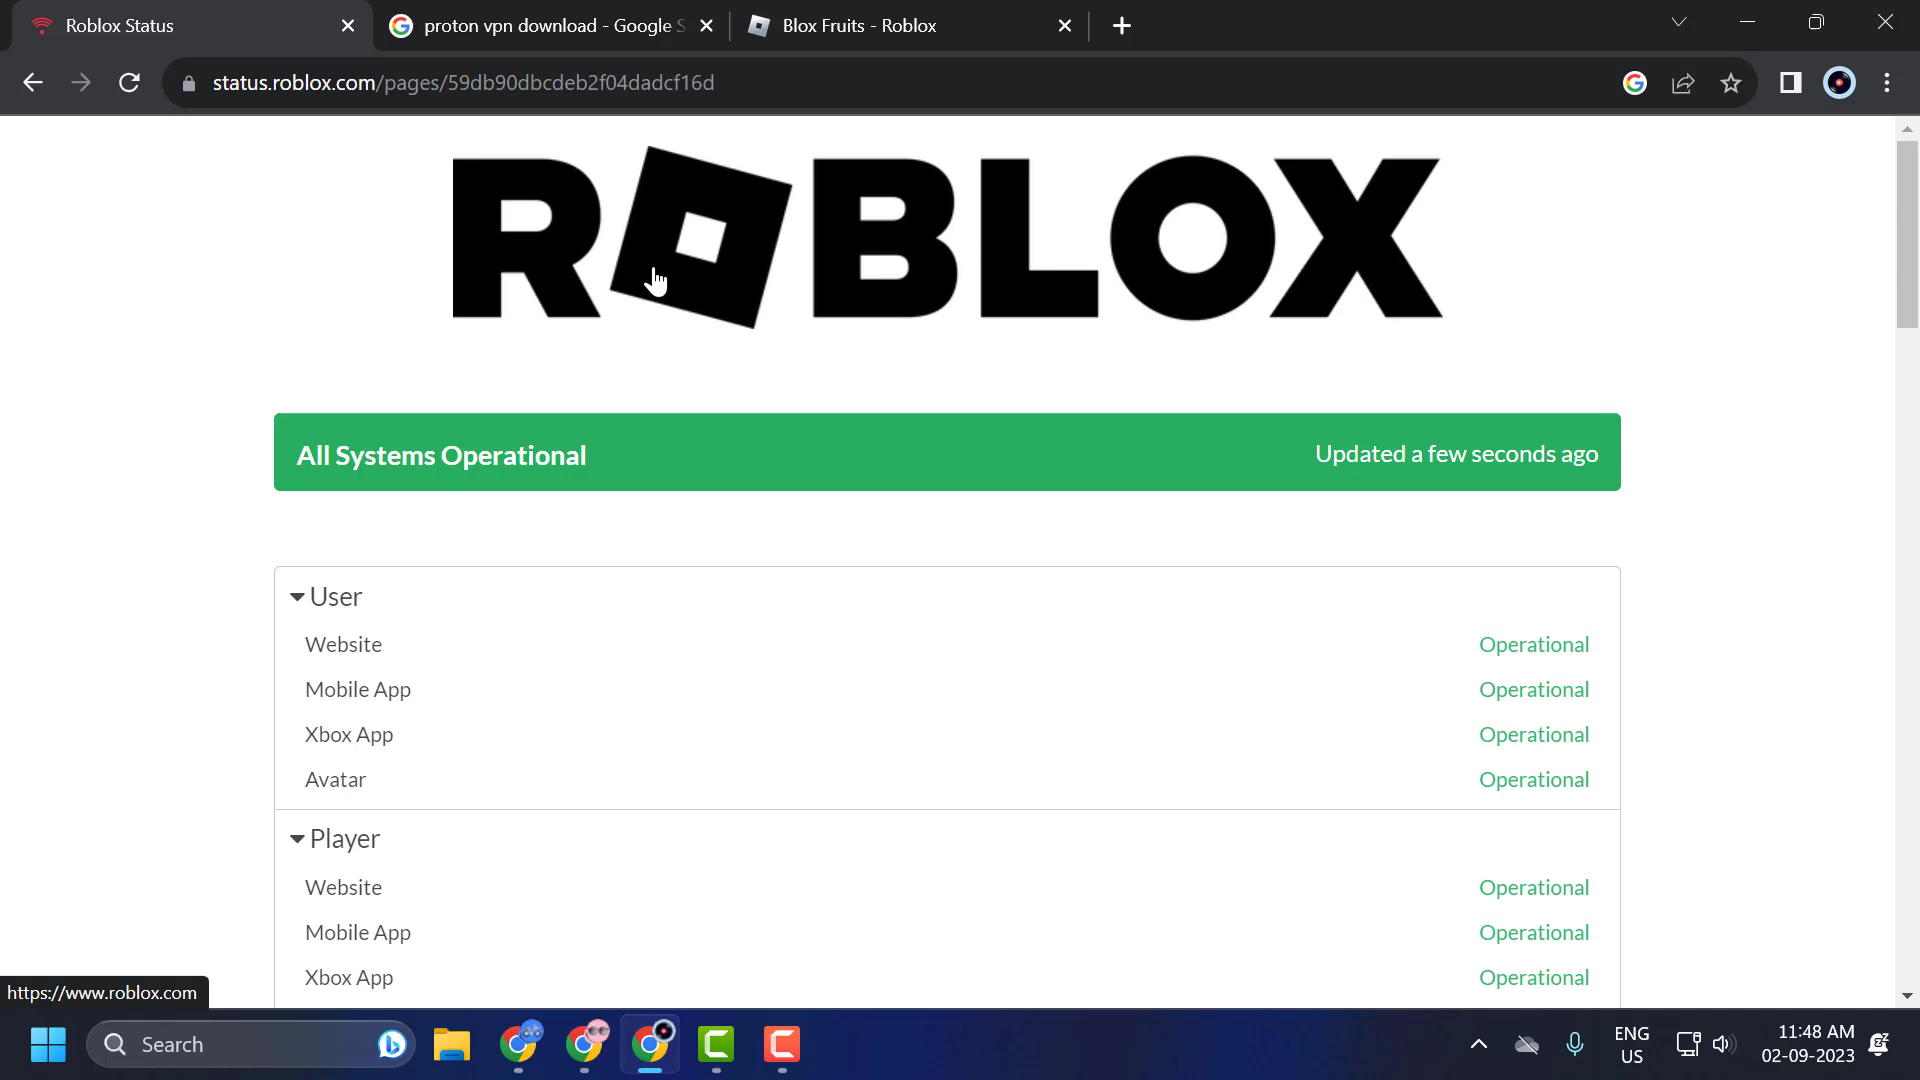 Roblox Status
proton vpn download - Google S
Blox Fruits - Roblox
status.roblox.com/pages/59db90dbcdeb2f04dadcf16d
ROBLOX
All Systems Operational
Updated a few seconds ago
User
Website Operational
Mobile App Operational
Xbox App Operational
Avatar Operational
Player
Website Operational
Mobile App Operational
Xbox App Operational
https://www.roblox.com
Search
ENG
US
11:48 AM
02-09-2023